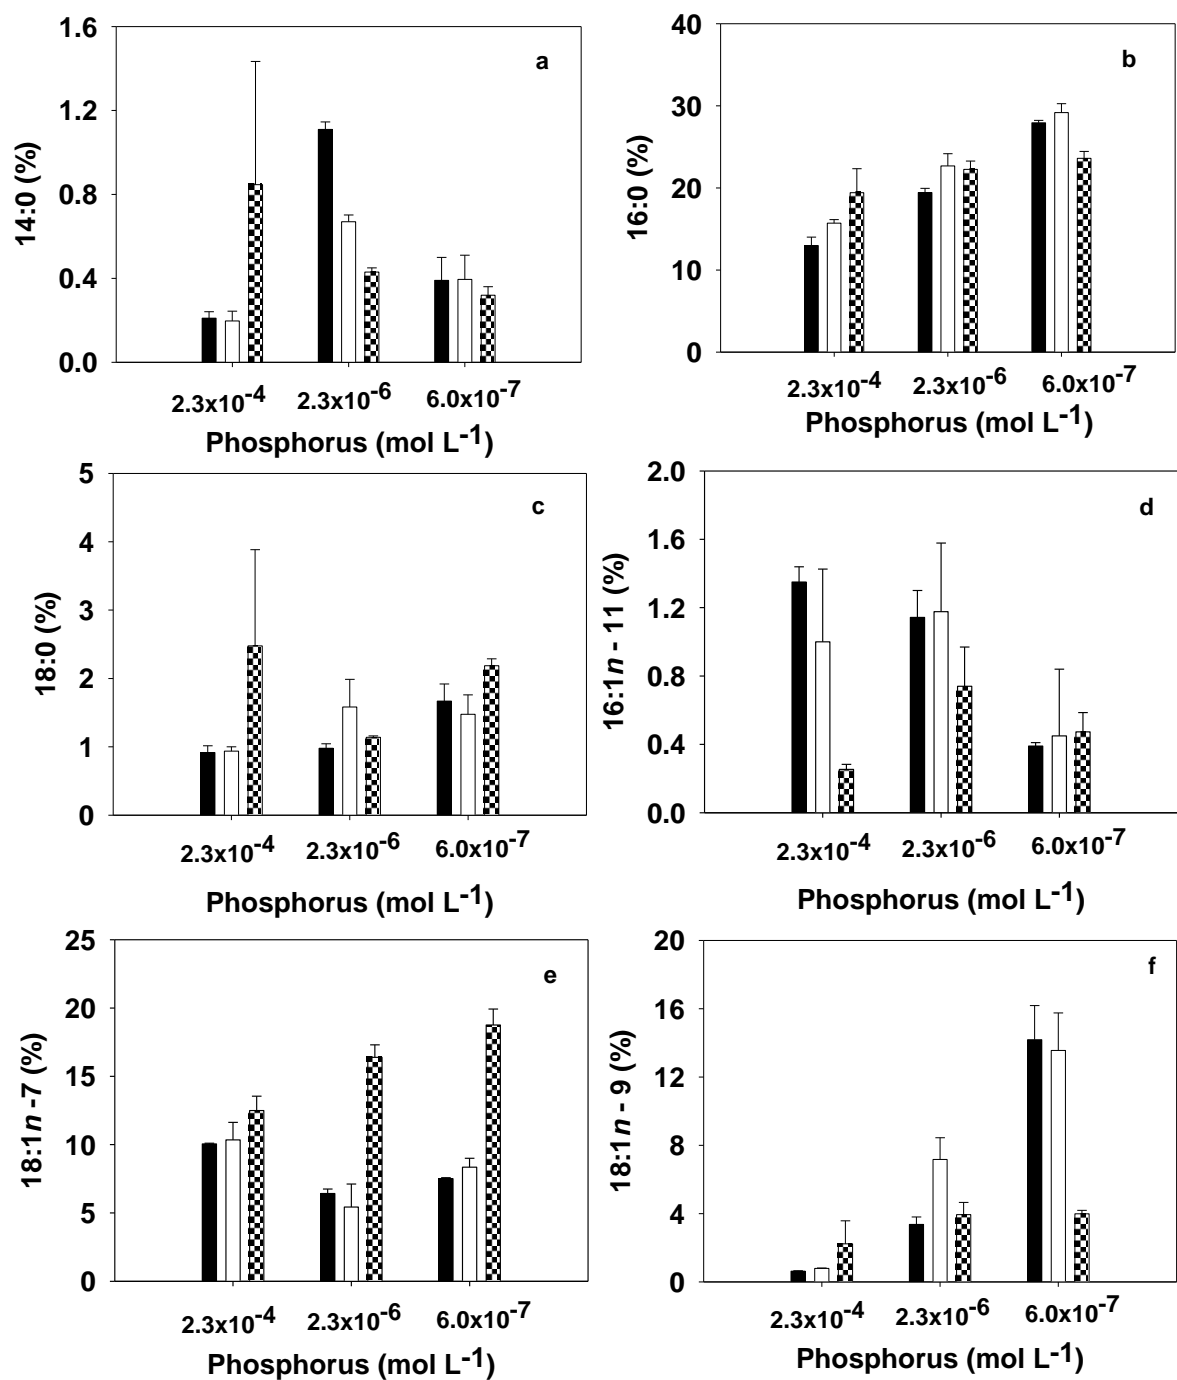 a
14:0 (%)
1.6
1.2
0.8
0.4
0.0
2.3x10-4 2.3x10-6 6.0x10-7
Phosphorus (mol L-1)
b
16:0 (%)
40
30
20
10
0
2.3x10-4 2.3x10-6 6.0x10-7
Phosphorus (mol L-1)
c
18:0 (%)
5
4
3
2
1
0
2.3x10-4 2.3x10-6 6.0x10-7
Phosphorus (mol L-1)
d
16:1n - 11 (%)
2.0
1.6
1.2
0.8
0.4
0.0
2.3x10-4 2.3x10-6 6.0x10-7
Phosphorus (mol L-1)
e
18:1n -7 (%)
25
20
15
10
5
0
2.3x10-4 2.3x10-6 6.0x10-7
Phosphorus (mol L-1)
f
18:1n - 9 (%)
20
16
12
8
4
0
2.3x10-4 2.3x10-6 6.0x10-7
Phosphorus (mol L-1)